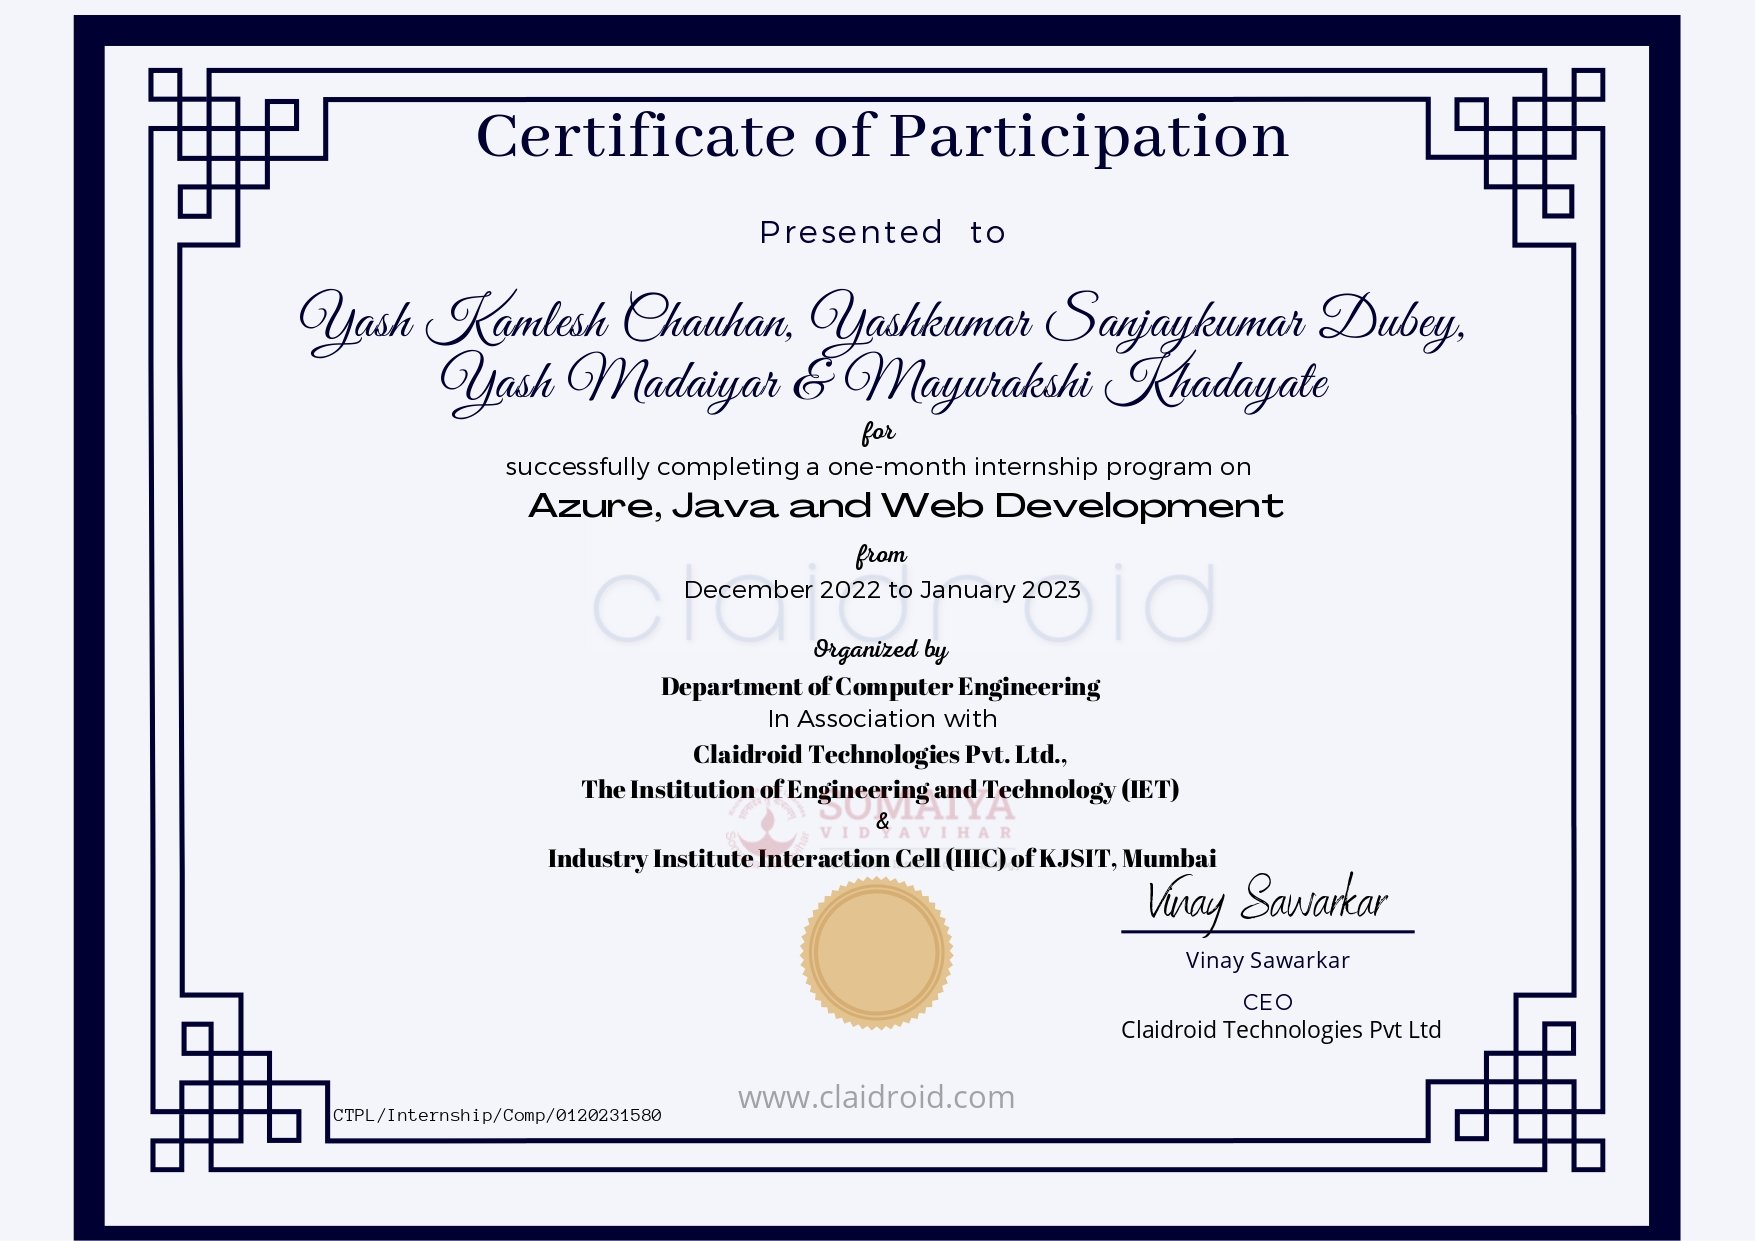 Certificate of Participation
Presented to
Yash Kamlesh Chauhan, Yashkumar Sanjaykumar Dubey,
Yash Madaiyar & Mayurakshi Khadayate
for
successfully completing a one-month internship program on
Azure, Java and Web Development
from
claidroid
December 2022 to January 2023
Organized by
Department of Computer Engineering
In Association with
Claidroid Technologies Pvt. Ltd.,
The Institution of Engineering and Technology (IET)
SOMAIYA
VIDYAVIHAR
&
Industry Institute Interaction Cell (IIIC) of KJSIT, Mumbai
Vinay Sawarkar
Vinay Sawarkar
CEO
Claidroid Technologies Pvt Ltd
www.claidroid.com
CTPL/Internship/Comp/0120231580